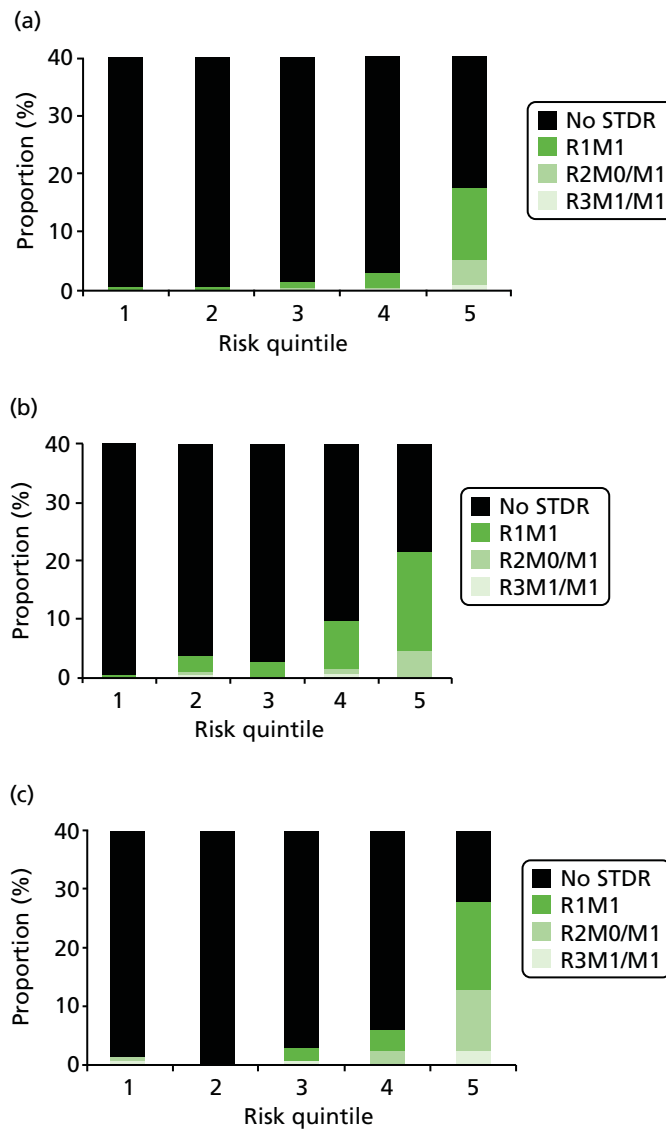 (a)
40
30
20
10
0
Proportion (%)
1 2 3 4 5
Risk quintile
No STDR
R1M1
R2M0/M1
R3M1/M1
(b)
40
30
20
10
0
Proportion (%)
1 2 3 4 5
Risk quintile
No STDR
R1M1
R2M0/M1
R3M1/M1
(c)
40
30
20
10
0
Proportion (%)
1 2 3 4 5
Risk quintile
No STDR
R1M1
R2M0/M1
R3M1/M1